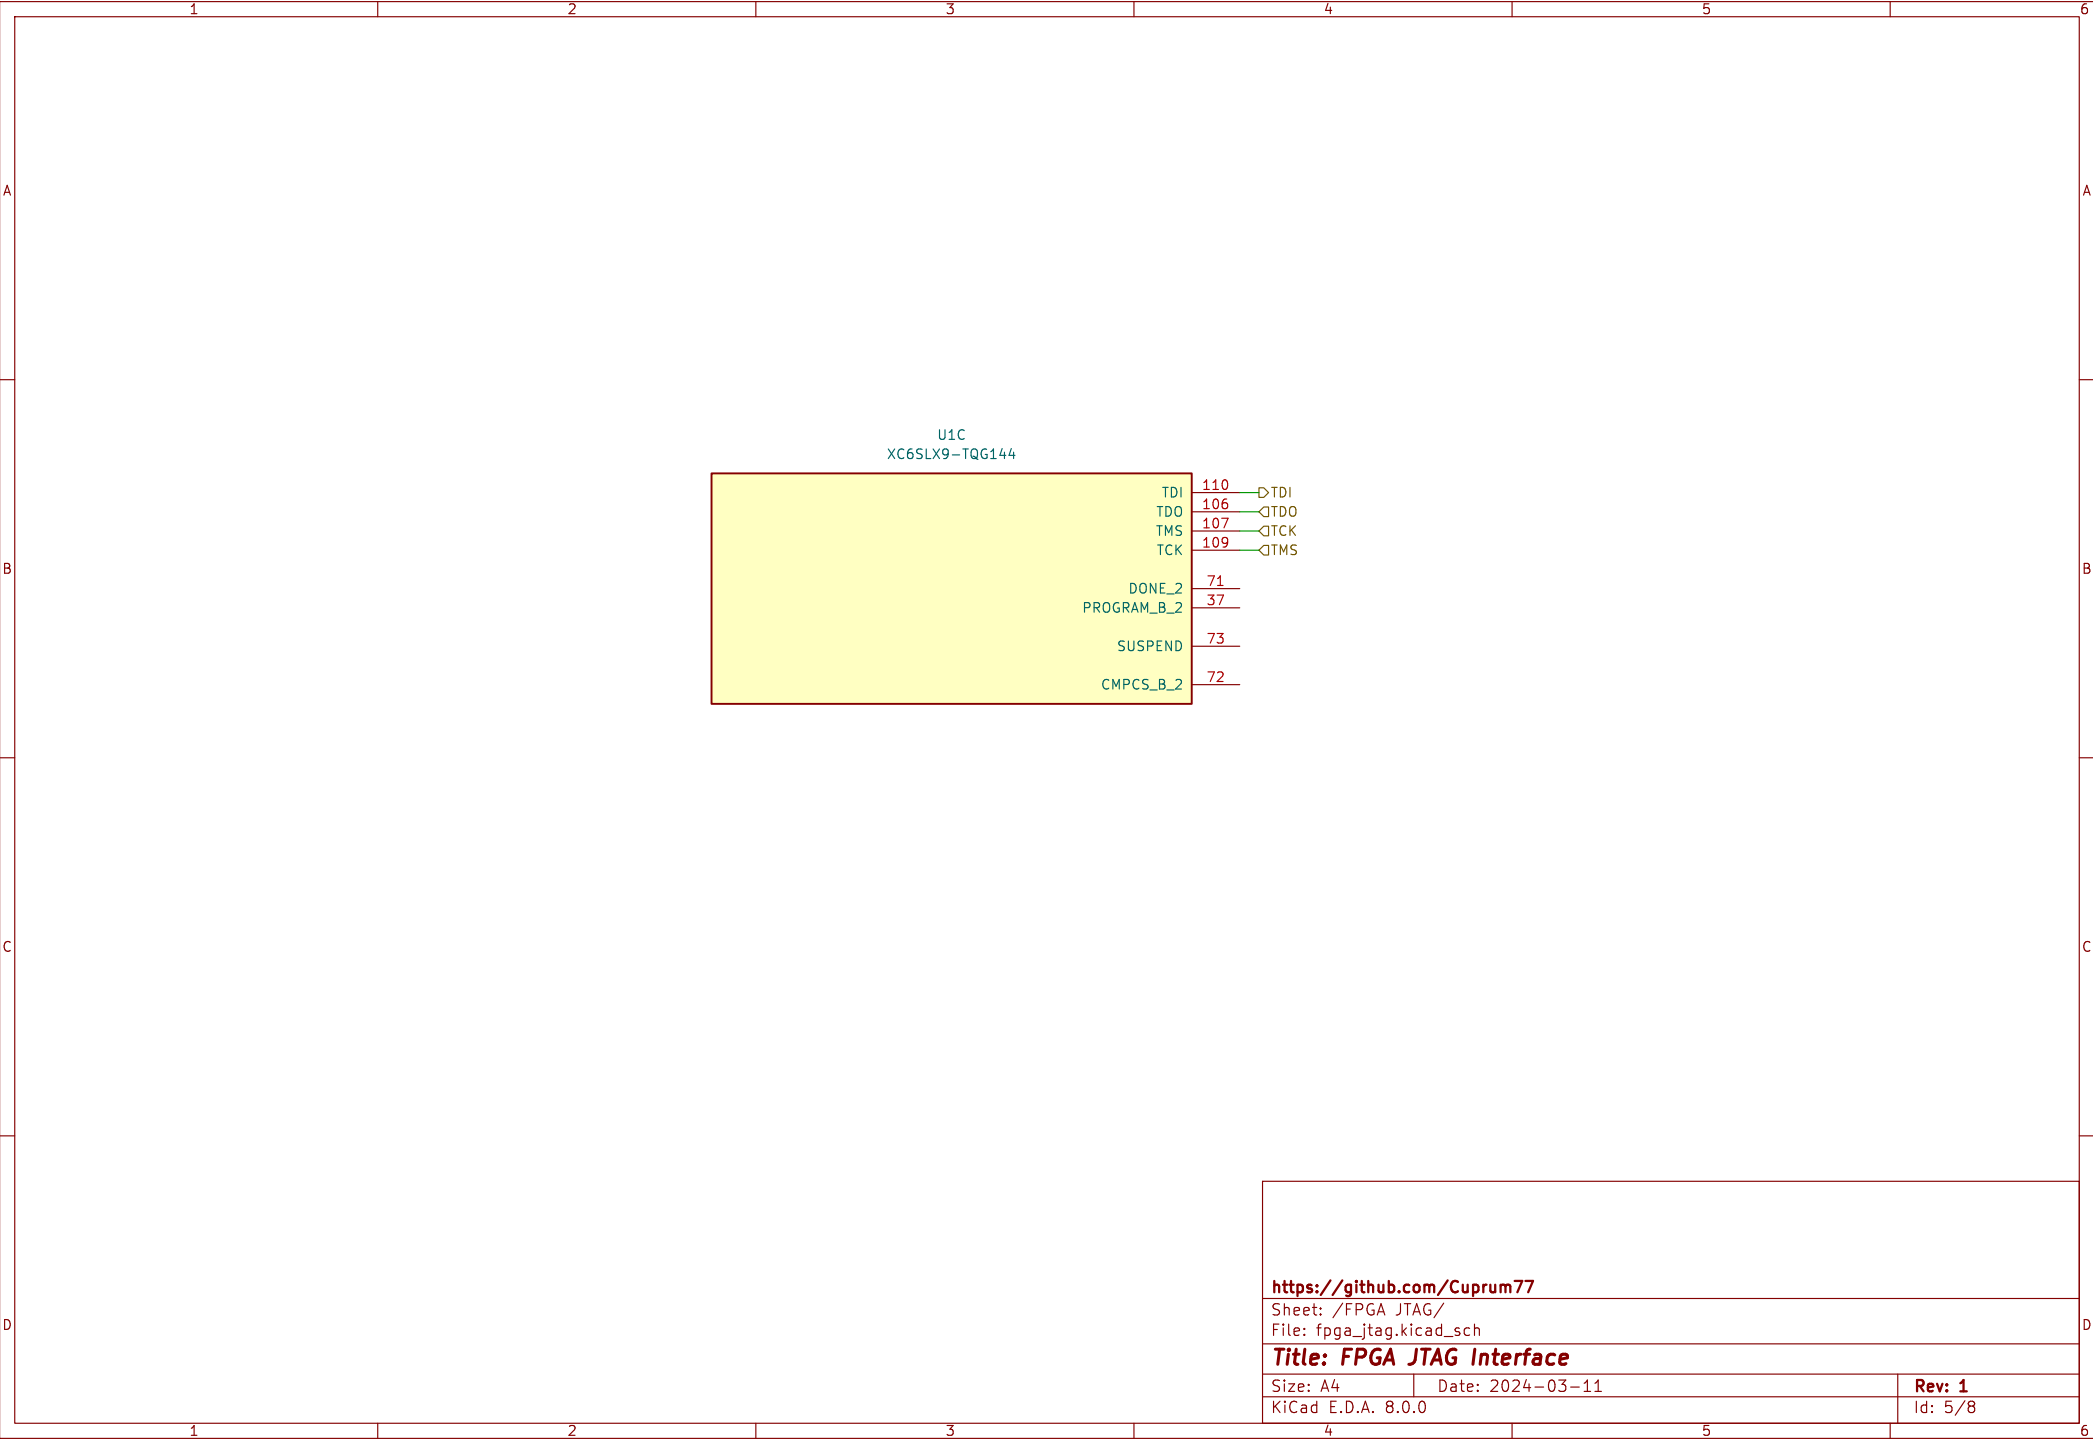 1 2 3 4 5 6
A A
U1C
XC6SLX9-TQG144
TDI 110 TDI
TDO 106 TDO
TMS 107 TCK
TCK 109 TMS
B B
DONE_2 71
PROGRAM_B_2 37
SUSPEND 73
CMPCS_B_2 72
C C
https://github.com/Cuprum77
Sheet: /FPGA JTAG/
File: fpga_jtag.kicad_sch
D D
Title: FPGA JTAG Interface
Size: A4 Date: 2024-03-11 Rev: 1
KiCad E.D.A. 8.0.0 Id: 5/8
1 2 3 4 5 6